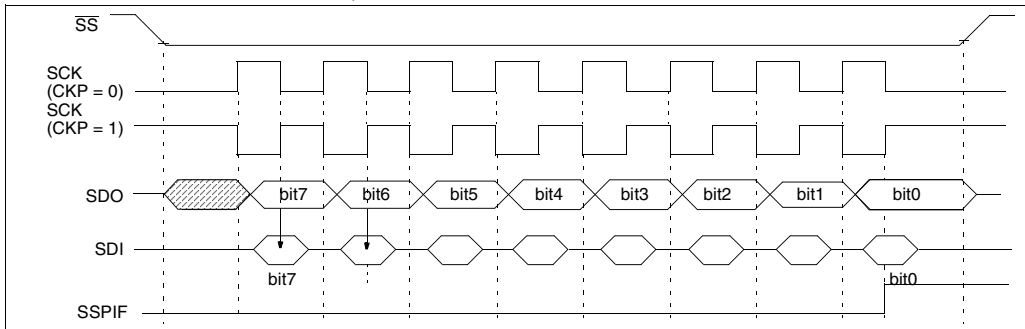 SS
SCK
(CKP = 0)
SCK
(CKP = 1)
SDO bit7 bit6 bit5 bit4 bit3 bit2 bit1 bit0
SDI
bit7 bit0
SSPIF